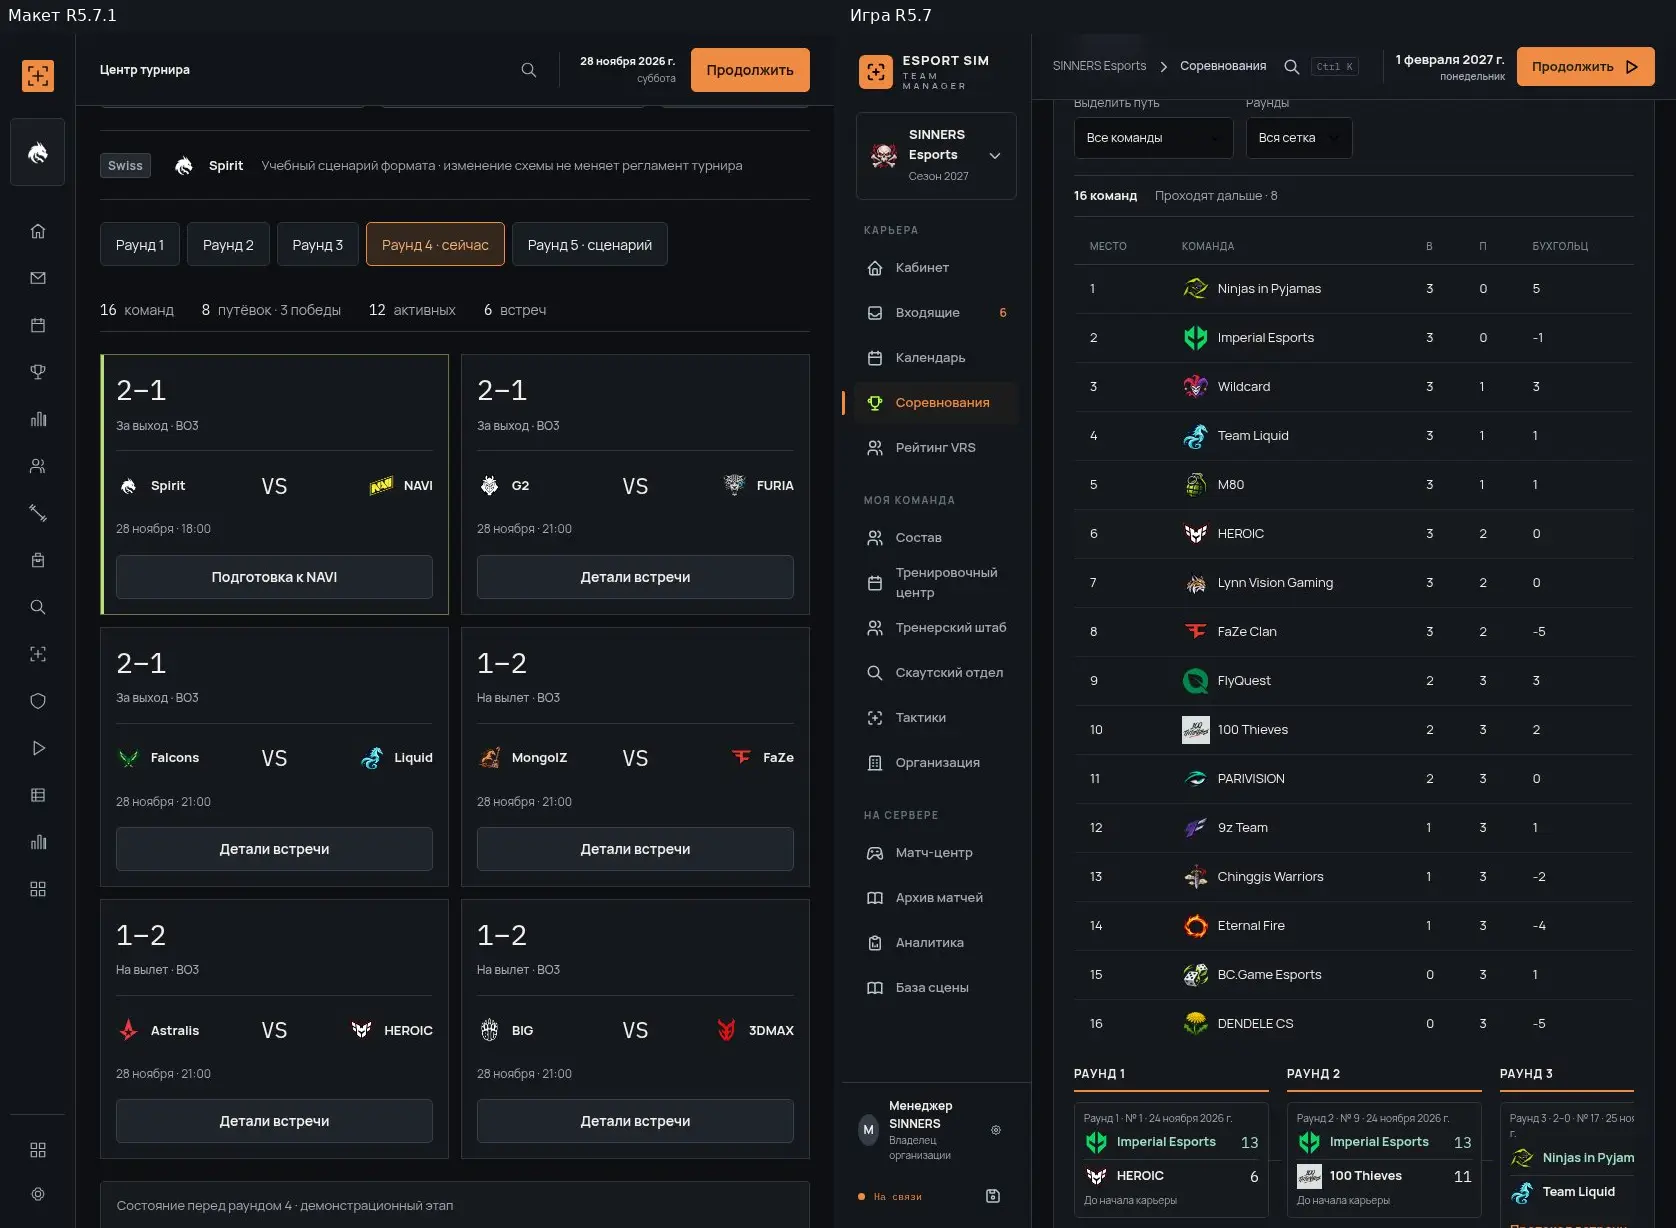 Макет R5.7.1
Центр турнира
28 ноября 2026 г.
суббота
Продолжить
Swiss
Spirit
Учебный сценарий формата · изменение схемы не меняет регламент турнира
Раунд 1
Раунд 2
Раунд 3
Раунд 4 · сейчас
Раунд 5 · сценарий
16 команд
8 путёвок · 3 победы
12 активных
6 встреч
2–1
За выход · BO3
Spirit VS NAVI
28 ноября · 18:00
Подготовка к NAVI
2–1
За выход · BO3
G2 VS FURIA
28 ноября · 21:00
Детали встречи
2–1
За выход · BO3
Falcons VS Liquid
28 ноября · 21:00
Детали встречи
1–2
На вылет · BO3
MongolZ VS FaZe
28 ноября · 21:00
Детали встречи
1–2
На вылет · BO3
Astralis VS HEROIC
28 ноября · 21:00
Детали встречи
1–2
На вылет · BO3
BIG VS 3DMAX
28 ноября · 21:00
Детали встречи
Состояние перед раундом 4 · демонстрационный этап
Игра R5.7
ESPORT SIM
TEAM
MANAGER
SINNERS
Esports
Сезон 2027
КАРЬЕРА
Кабинет
Входящие 6
Календарь
Соревнования
Рейтинг VRS
МОЯ КОМАНДА
Состав
Тренировочный
центр
Тренерский штаб
Скаутский отдел
Тактики
Организация
НА СЕРВЕРЕ
Матч-центр
Архив матчей
Аналитика
База сцены
M
Менеджер
SINNERS
Владелец
организации
На связи
SINNERS Esports
Соревнования
Ctrl K
1 февраля 2027 г.
понедельник
Продолжить
Выделить путь
Раунды
Все команды
Вся сетка
16 команд
Проходят дальше · 8
МЕСТО КОМАНДА В П БУХГОЛЬЦ
1 Ninjas in Pyjamas 3 0 5
2 Imperial Esports 3 0 -1
3 Wildcard 3 1 3
4 Team Liquid 3 1 1
5 M80 3 1 1
6 HEROIC 3 2 0
7 Lynn Vision Gaming 3 2 0
8 FaZe Clan 3 2 -5
9 FlyQuest 2 3 3
10 100 Thieves 2 3 2
11 PARIVISION 2 3 0
12 9z Team 1 3 1
13 Chinggis Warriors 1 3 -2
14 Eternal Fire 1 3 -4
15 BC.Game Esports 0 3 1
16 DENDELE CS 0 3 -5
РАУНД 1
Раунд 1 · № 1 · 24 ноября 2026 г.
Imperial Esports 13
HEROIC 6
До начала карьеры
РАУНД 2
Раунд 2 · № 9 · 24 ноября 2026 г.
Imperial Esports 13
100 Thieves 11
До начала карьеры
РАУНД 3
Раунд 3 · 2–0 · № 17 · 25 ноя
г.
Ninjas in Pyjam
Team Liquid